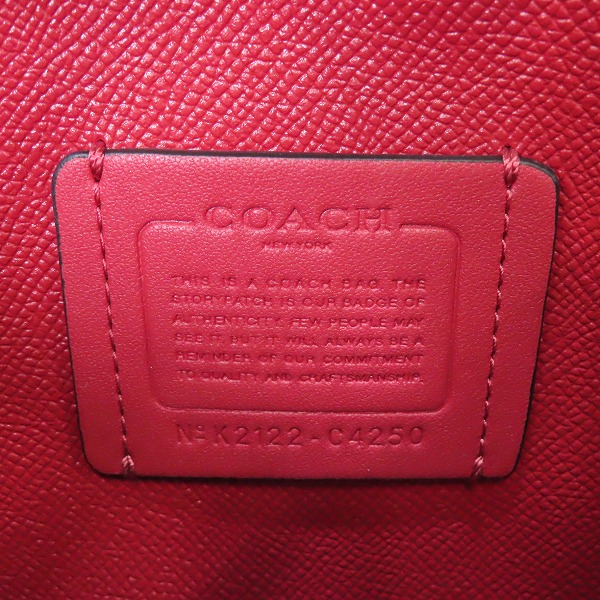 COACH
NEW YORK
THIS IS A COACH BAG. THE
STORYPATCH IS OUR BADGE OF
AUTHENTICITY. FEW PEOPLE MAY
SEE IT, BUT IT WILL ALWAYS BE A
REMINDER OF OUR COMMITMENT
TO QUALITY AND CRAFTSMANSHIP.
Nº K2122-C4250